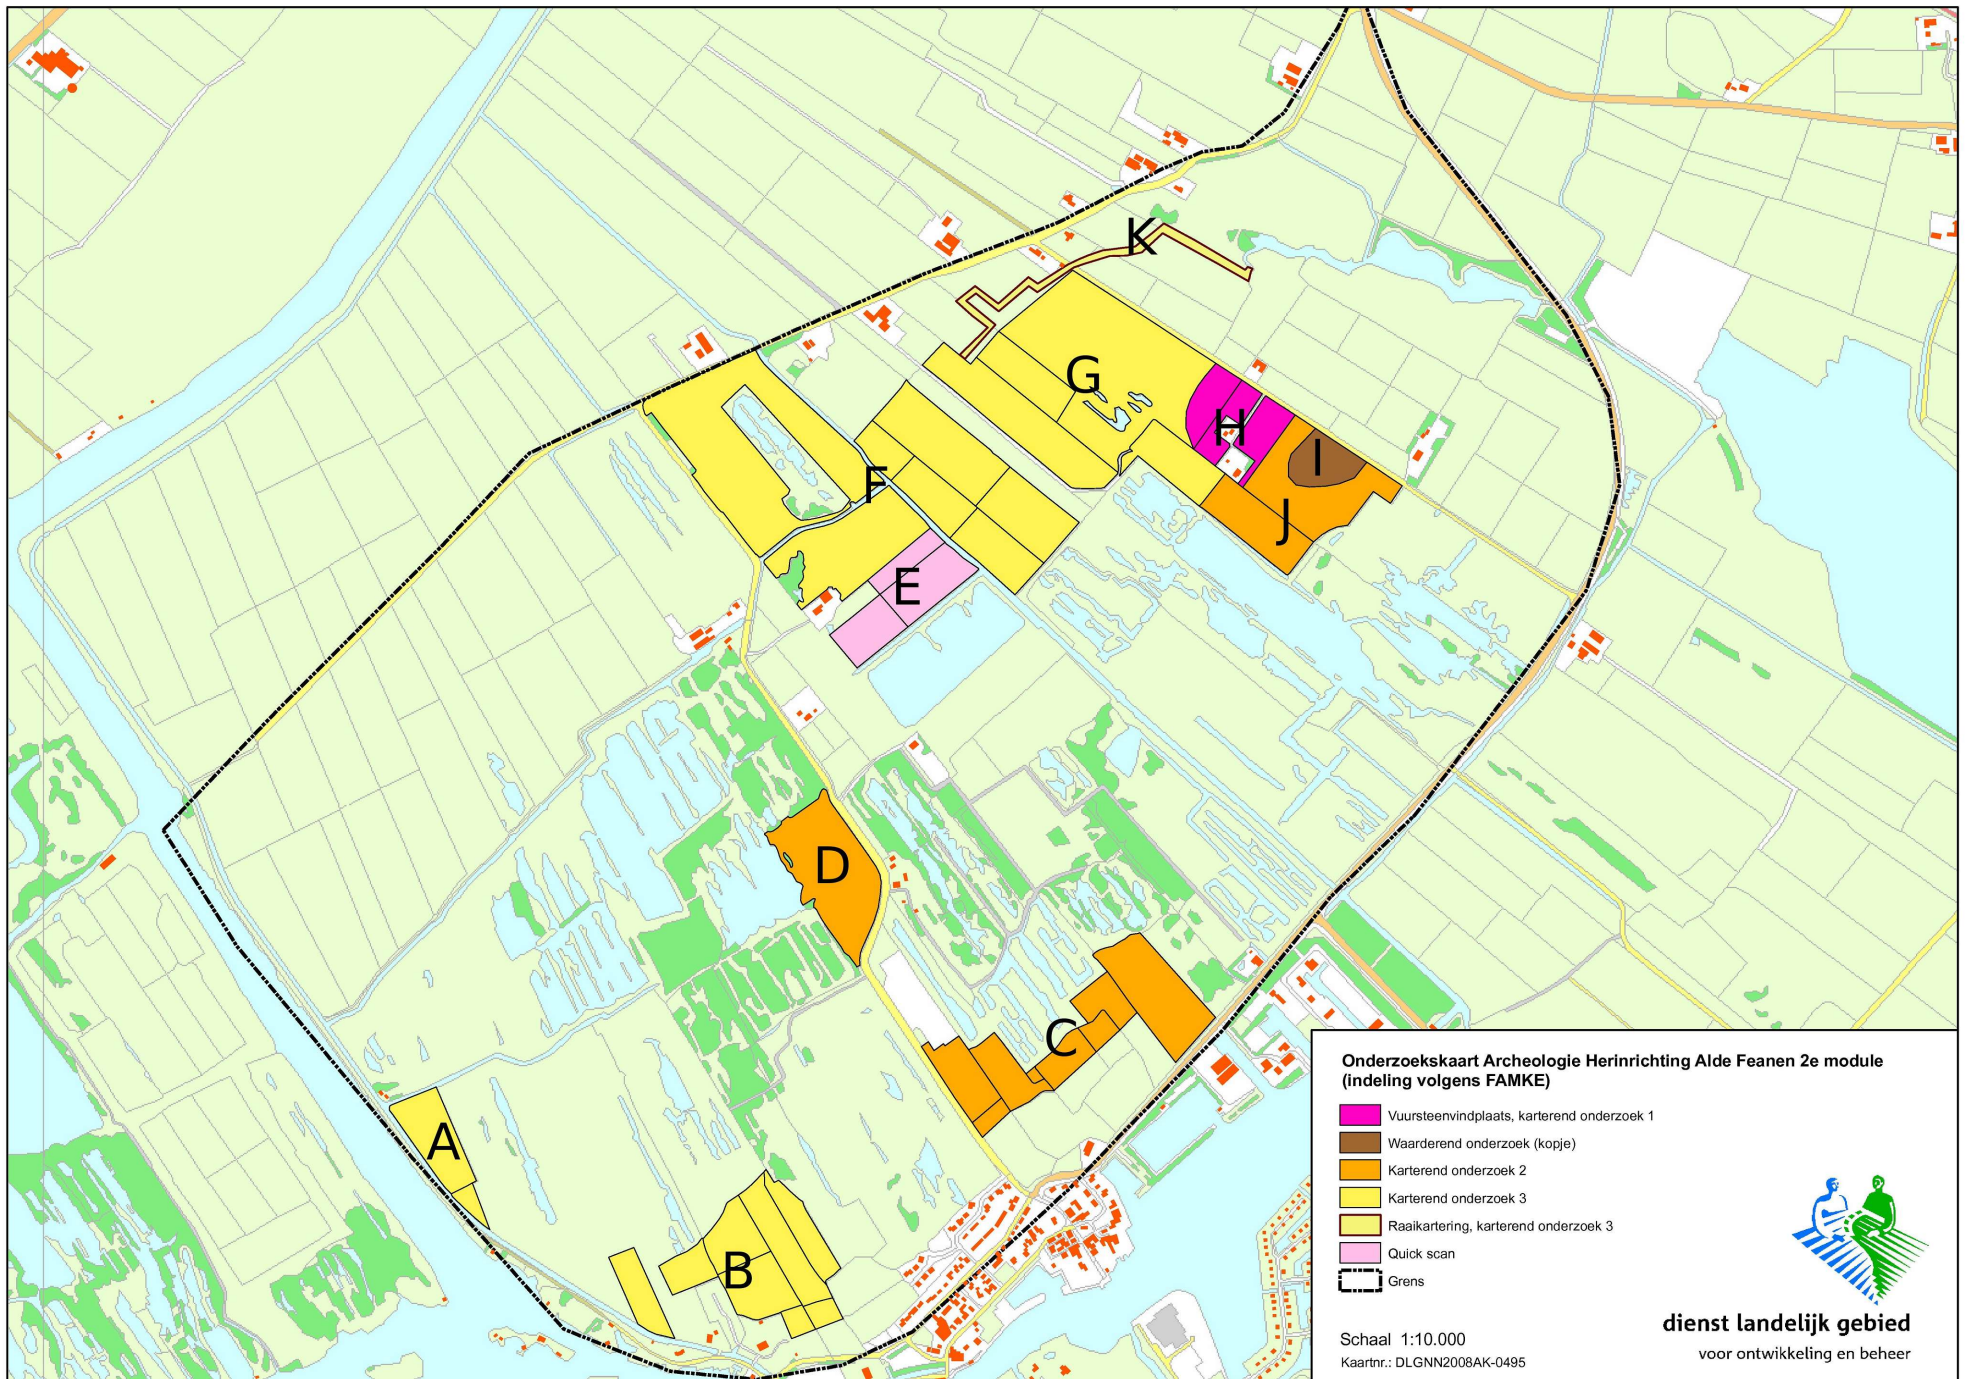 K
G
H
I
F
J
E
D
C
A
B
Onderzoekskaart Archeologie Herinrichting Alde Feanen 2e module
(indeling volgens FAMKE)
Vuursteenvindplaats, karterend onderzoek 1
Waarderend onderzoek (kopje)
Karterend onderzoek 2
Karterend onderzoek 3
Raaikartering, karterend onderzoek 3
Quick scan
Grens
Schaal 1:10.000
Kaartnr.: DLGNN2008AK-0495
dienst landelijk gebied
voor ontwikkeling en beheer